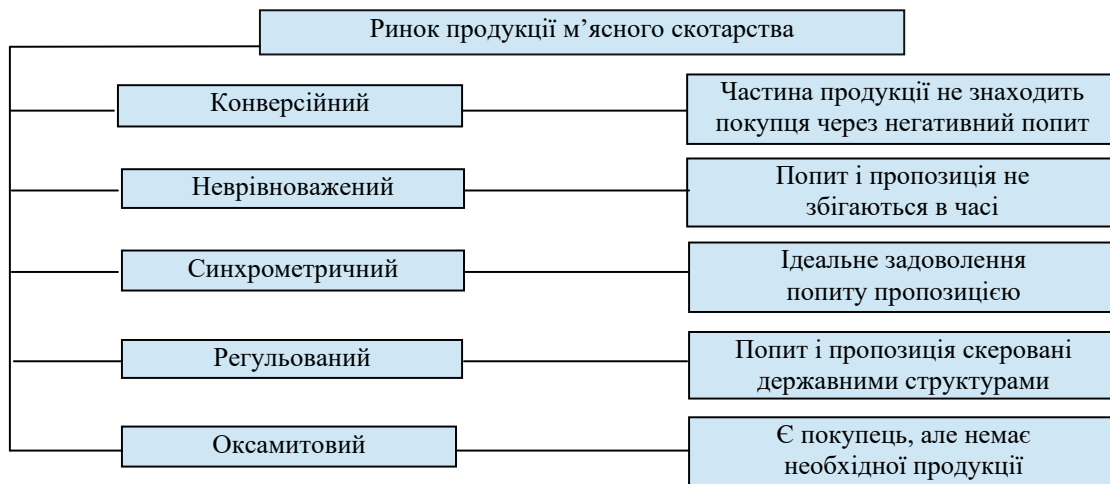 Ринок продукції м’ясного скотарства
Конверсійний
Частина продукції не знаходить
покупця через негативний попит
Неврівноважений
Попит і пропозиція не
збігаються в часі
Синхрометричний
Ідеальне задоволення
попиту пропозицією
Регульований
Попит і пропозиція скеровані
державними структурами
Оксамитовий
Є покупець, але немає
необхідної продукції